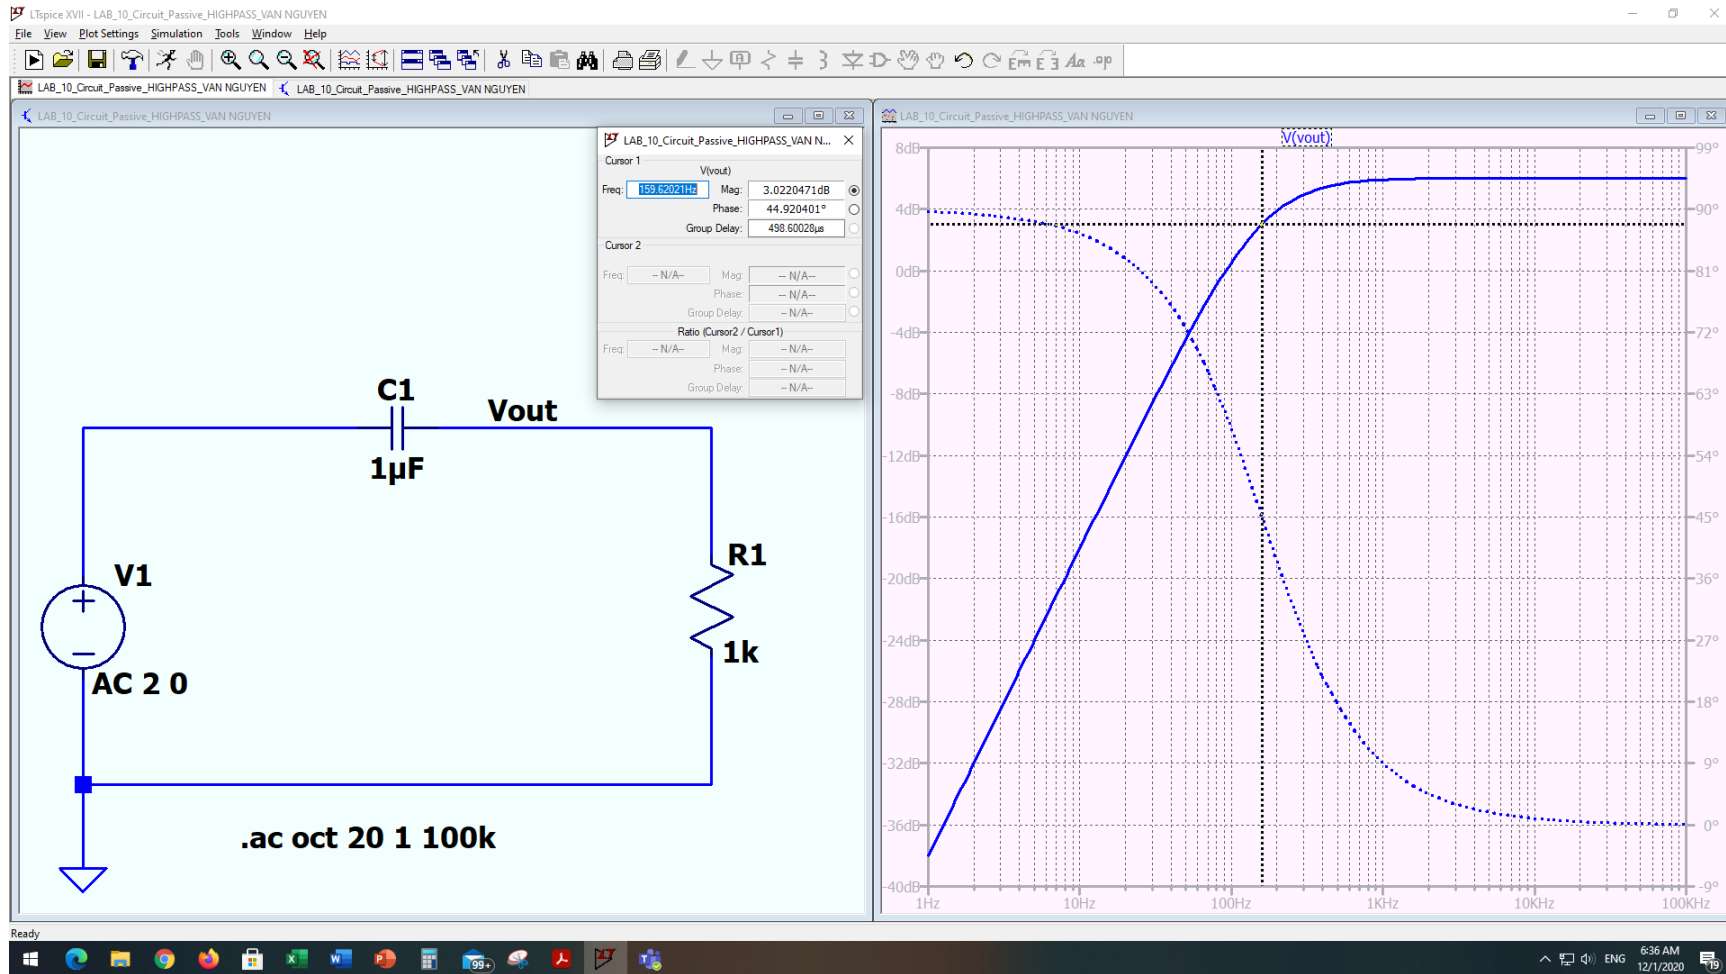 LTspice XVII - LAB_10_Circuit_Passive_HIGHPASS_VAN NGUYEN
File View Plot Settings Simulation Tools Window Help
LAB_10_Circuit_Passive_HIGHPASS_VAN NGUYEN LAB_10_Circuit_Passive_HIGHPASS_VAN NGUYEN
LAB_10_Circuit_Passive_HIGHPASS_VAN NGUYEN
LAB_10_Circuit_Passive_HIGHPASS_VAN N...
Cursor 1
V(vout)
Freq: 159.62021Hz Mag: 3.0220471dB
Phase: 44.920401°
Group Delay: 498.60028µs
Cursor 2
Freq: -- N/A-- Mag: -- N/A--
Phase: -- N/A--
Group Delay: -- N/A--
Ratio (Cursor2 / Cursor1)
Freq: -- N/A-- Mag: -- N/A--
Phase: -- N/A--
Group Delay: -- N/A--
C1
Vout
1µF
R1
V1
1k
AC 2 0
.ac oct 20 1 100k
LAB_10_Circuit_Passive_HIGHPASS_VAN NGUYEN
V(vout)
8dB 99°
4dB 90°
0dB 81°
-4dB 72°
-8dB 63°
-12dB 54°
-16dB 45°
-20dB 36°
-24dB 27°
-28dB 18°
-32dB 9°
-36dB 0°
-40dB -9°
1Hz 10Hz 100Hz 1KHz 10KHz 100KHz
Ready
99+
ENG
6:36 AM
12/1/2020
19